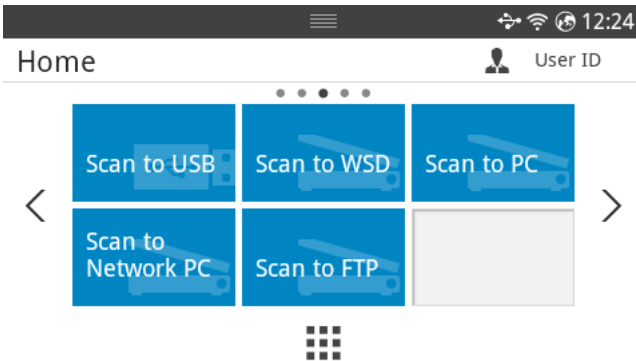 12:24
Home
User ID
Scan to USB
Scan to WSD
Scan to PC
Scan to
Network PC
Scan to FTP